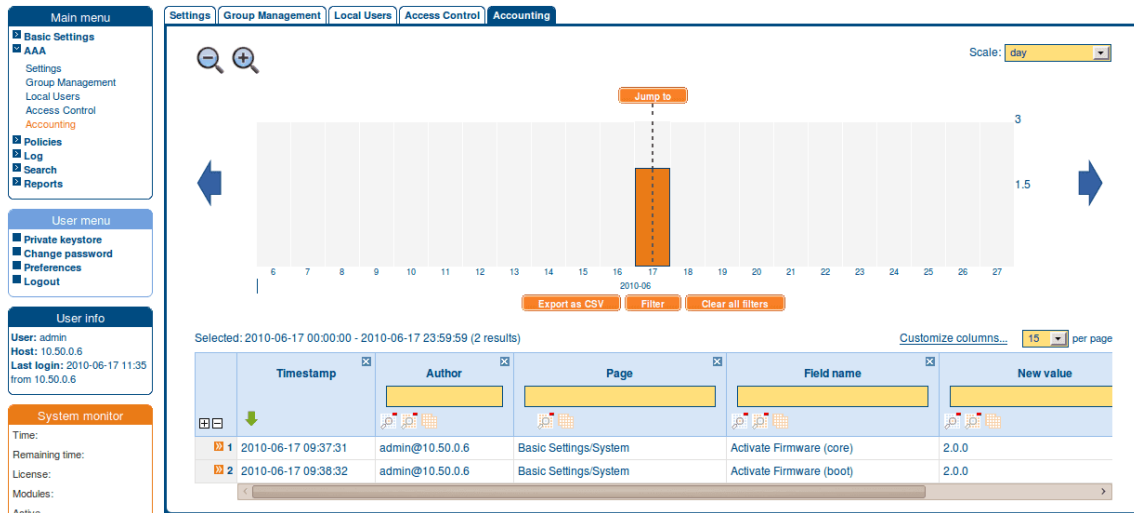 Main menu
Basic Settings
AAA
Settings
Group Management
Local Users
Access Control
Accounting
Policies
Log
Search
Reports
User menu
Private keystore
Change password
Preferences
Logout
User info
User: admin
Host: 10.50.0.6
Last login: 2010-06-17 11:35
from 10.50.0.6
System monitor
Time:
Remaining time:
License:
Modules:
Active
Settings Group Management Local Users Access Control Accounting
Scale: day
Jump to
3
1.5
6 7 8 9 10 11 12 13 14 15 16 17 18 19 20 21 22 23 24 25 26 27
2010-06
Export as CSV Filter Clear all filters
Selected: 2010-06-17 00:00:00 - 2010-06-17 23:59:59 (2 results) Customize columns... 15 per page
Timestamp Author Page Field name New value
1 2010-06-17 09:37:31 admin@10.50.0.6 Basic Settings/System Activate Firmware (core) 2.0.0
2 2010-06-17 09:38:32 admin@10.50.0.6 Basic Settings/System Activate Firmware (boot) 2.0.0